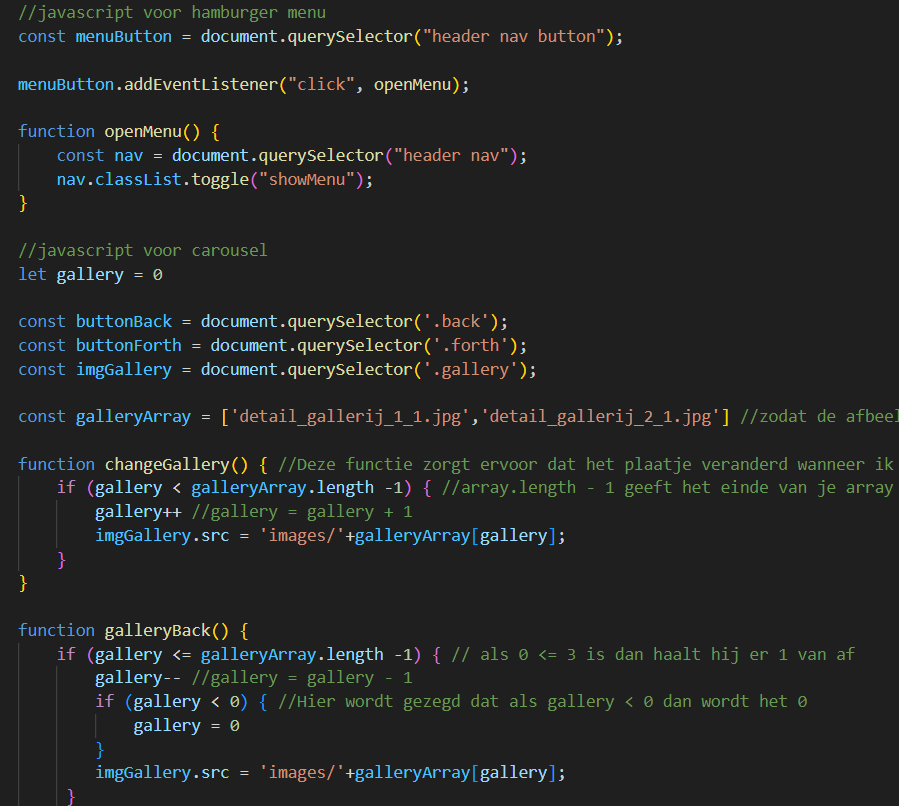 //javascript voor hamburger menu
const menuButton = document.querySelector("header nav button");

menuButton.addEventListener("click", openMenu);

function openMenu() {
    const nav = document.querySelector("header nav");
    nav.classList.toggle("showMenu");
}

//javascript voor carousel
let gallery = 0

const buttonBack = document.querySelector('.back');
const buttonForth = document.querySelector('.forth');
const imgGallery = document.querySelector('.gallery');

const galleryArray = ['detail_gallerij_1_1.jpg','detail_gallerij_2_1.jpg'] //zodat de afbeel

function changeGallery() { //Deze functie zorgt ervoor dat het plaatje veranderd wanneer ik
    if (gallery < galleryArray.length -1) { //array.length - 1 geeft het einde van je array
        gallery++ //gallery = gallery + 1
        imgGallery.src = 'images/'+galleryArray[gallery];
    }
}

function galleryBack() {
    if (gallery <= galleryArray.length -1) { // als 0 <= 3 is dan haalt hij er 1 van af
        gallery-- //gallery = gallery - 1
        if (gallery < 0) { //Hier wordt gezegd dat als gallery < 0 dan wordt het 0
            gallery = 0
        }
        imgGallery.src = 'images/'+galleryArray[gallery];
     }